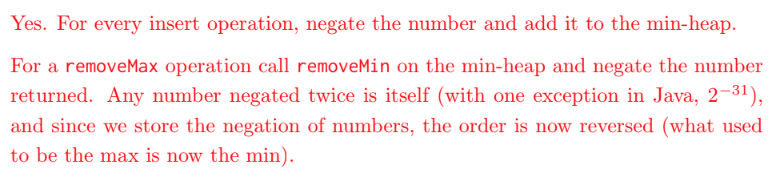 Yes. For every insert operation, negate the number and add it to the min-heap.
For a removeMax operation call removeMin on the min-heap and negate the number
returned. Any number negated twice is itself (with one exception in Java, 2⁻³¹),
and since we store the negation of numbers, the order is now reversed (what used
to be the max is now the min).